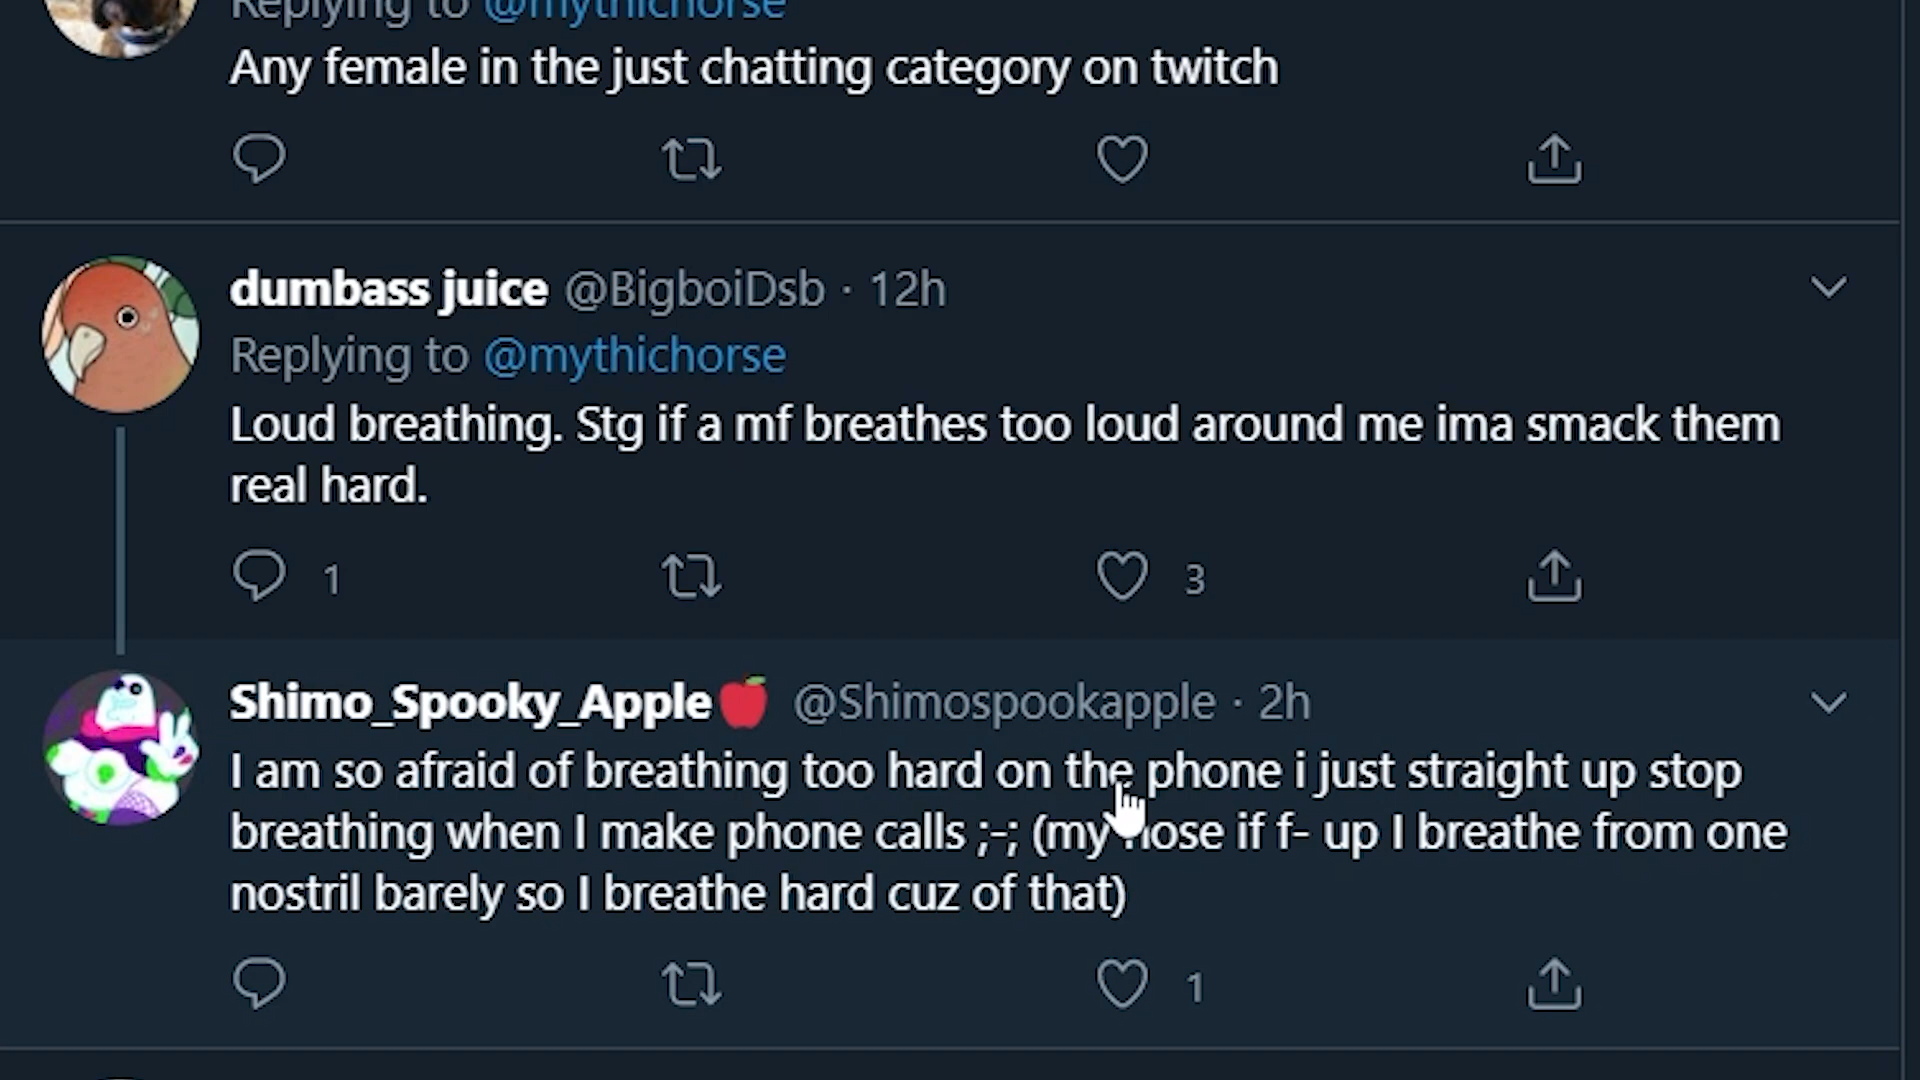 Replying to @mythichorse
Any female in the just chatting category on twitch
dumbass juice @BigboiDsb · 12h
Replying to @mythichorse
Loud breathing. Stg if a mf breathes too loud around me ima smack them
real hard.
1 3
Shimo_Spooky_Apple🍎 @Shimospookapple · 2h
I am so afraid of breathing too hard on the phone i just straight up stop
breathing when I make phone calls ;-; (my nose if f- up I breathe from one
nostril barely so I breathe hard cuz of that)
1